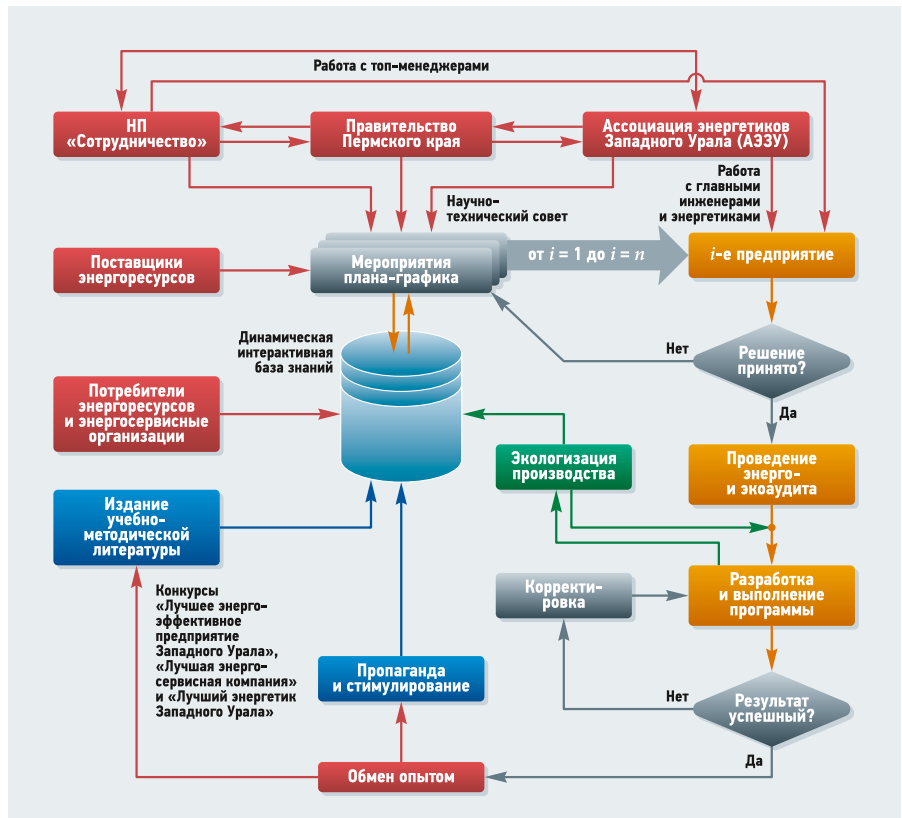 Работа с топ-менеджерами
НП
«Сотрудничество»
Правительство
Пермского края
Ассоциация энергетиков
Западного Урала (АЭЗУ)
Научно-
технический совет
Работа
с главными
инженерами
и энергетиками
Поставщики
энергоресурсов
Мероприятия
плана-графика
от i = 1 до i = n
i-е предприятие
Динамическая
интерактивная
база знаний
Нет
Решение
принято?
Да
Потребители
энергоресурсов
и энергосервисные
организации
Экологизация
производства
Проведение
энерго-
и экоаудита
Издание
учебно-
методической
литературы
Корректи-
ровка
Разработка
и выполнение
программы
Конкурсы
«Лучшее энерго-
эффективное
предприятие
Западного Урала»,
«Лучшая энерго-
сервисная компания»
и «Лучший энергетик
Западного Урала»
Пропаганда
и стимулирование
Нет
Результат
успешный?
Да
Обмен опытом